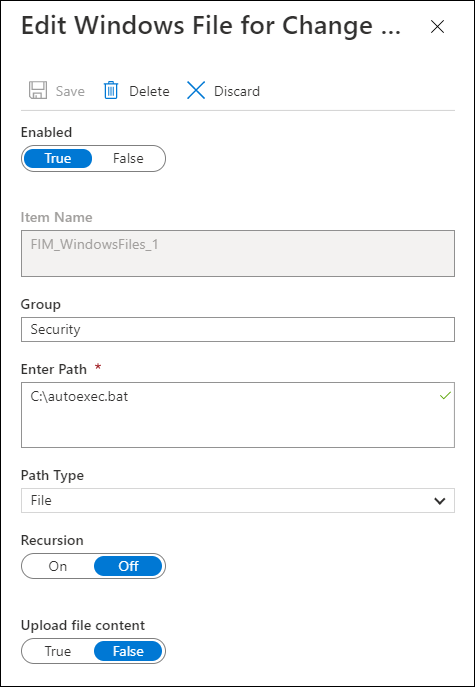 Edit Windows File for Change ...
Save Delete Discard
Enabled
True False
Item Name
FIM_WindowsFiles_1
Group
Security
Enter Path *
C:\autoexec.bat
Path Type
File
Recursion
On Off
Upload file content
True False